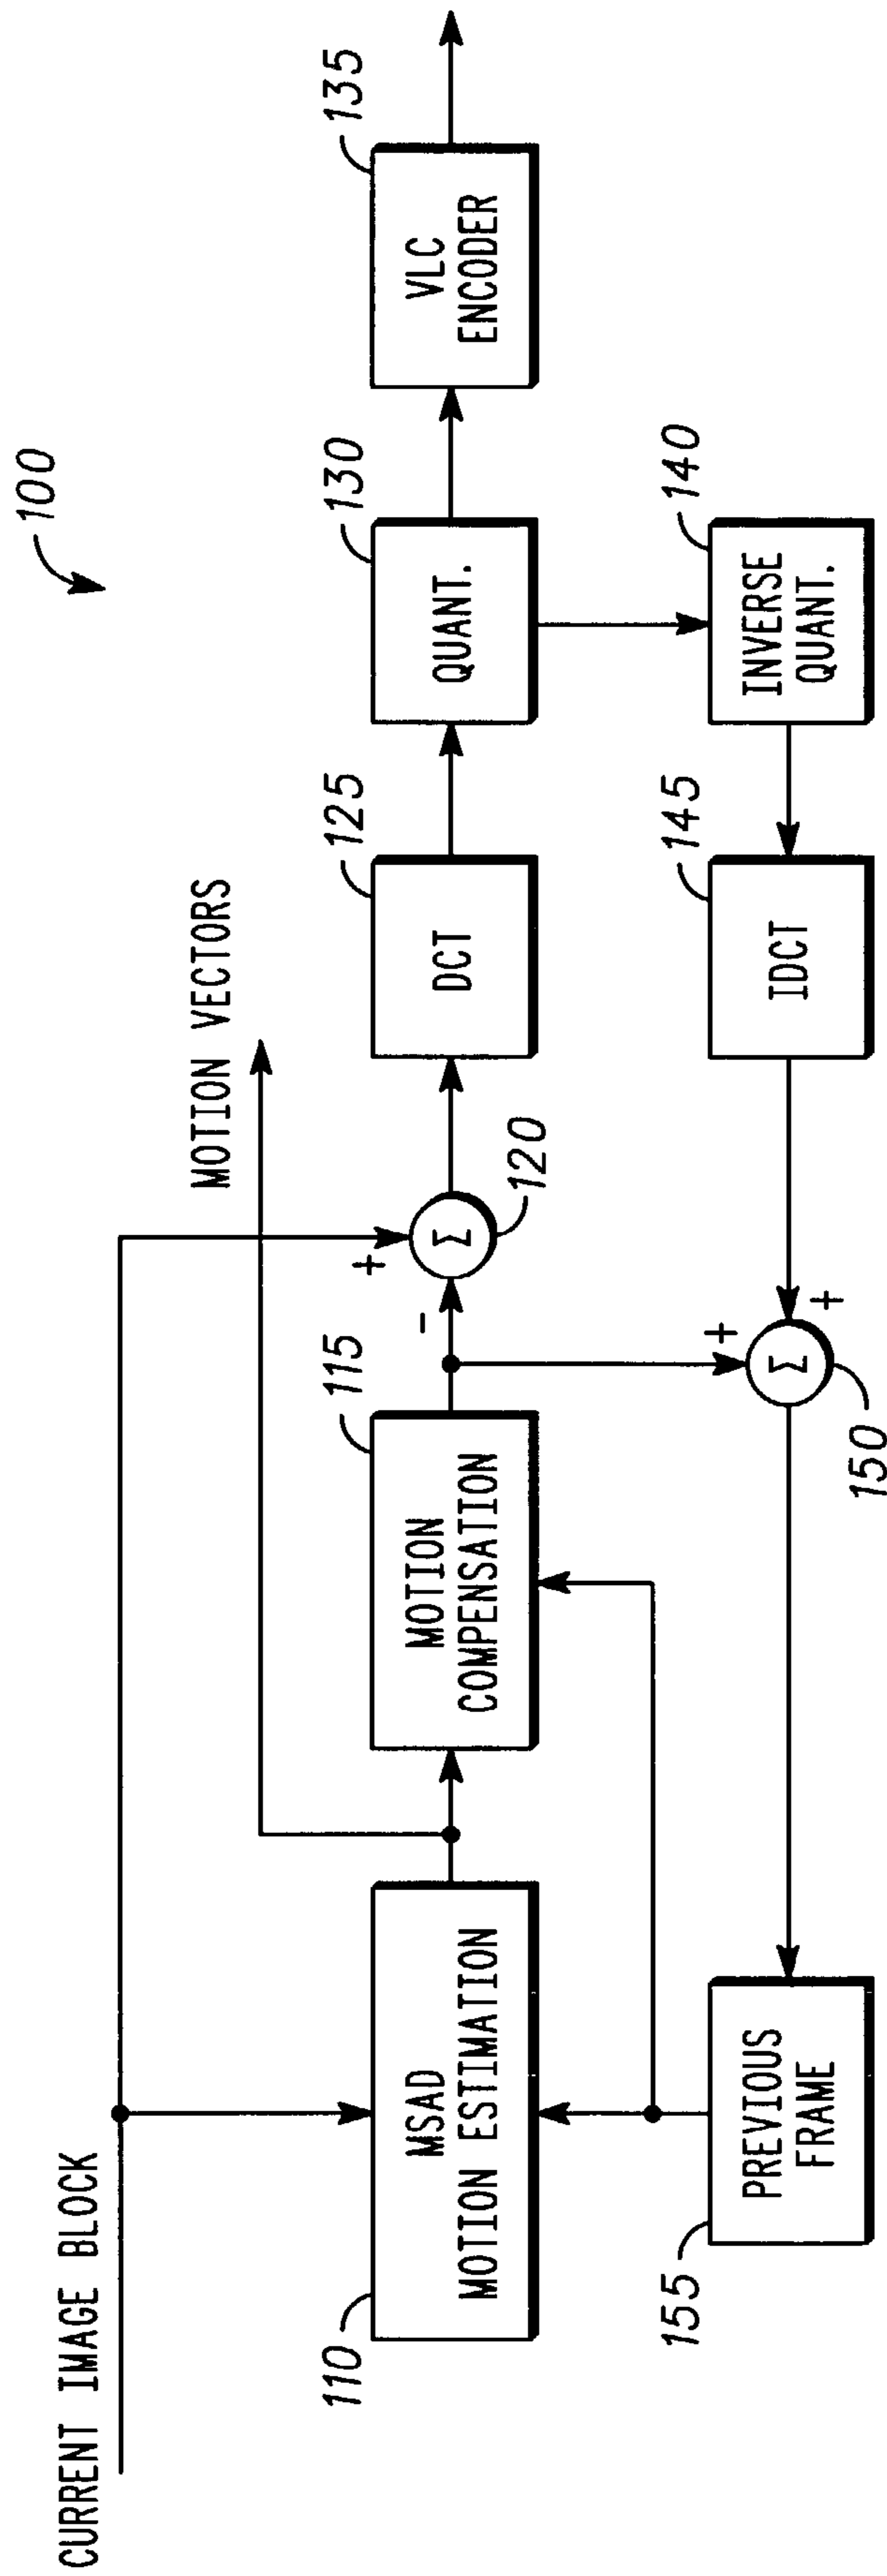 100
CURRENT IMAGE BLOCK
MOTION VECTORS
110
MSAD
MOTION ESTIMATION
115
MOTION
COMPENSATION
+
-
Σ
120
125
DCT
130
QUANT.
135
VLC
ENCODER
155
PREVIOUS
FRAME
+
+
Σ
150
145
IDCT
140
INVERSE
QUANT.